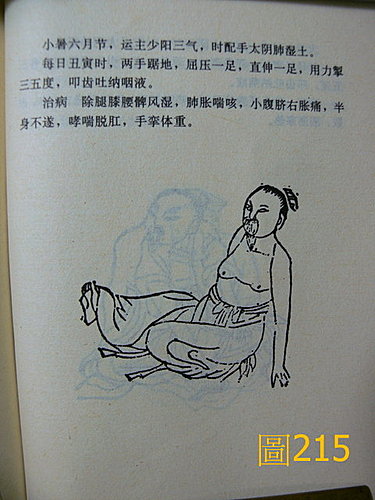 小暑六月节，运主少阳三气，时配手太阴肺湿土。
每日丑寅时，两手踞地，屈压一足，直伸一足，用力掣
三五度，叩齿吐纳咽液。
治病　除腿膝腰髀风湿，肺胀喘咳，小腹脐右胀痛，半
身不遂，哮喘脱肛，手挛体重。
圖215